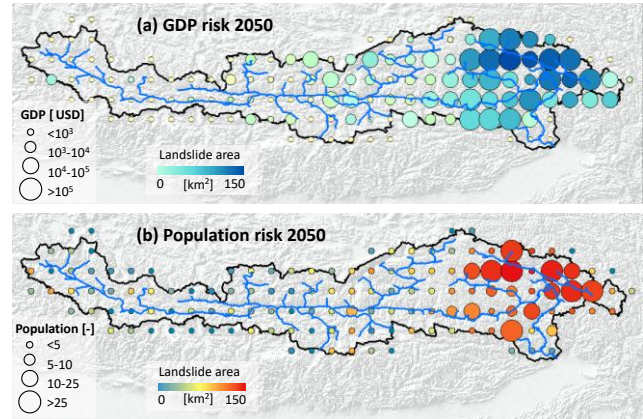 (a) GDP risk 2050
GDP [ USD]
<10³
10³-10⁴
10⁴-10⁵
>10⁵
Landslide area
0 [km²] 150
(b) Population risk 2050
Population [-]
<5
5-10
10-25
>25
Landslide area
0 [km²] 150